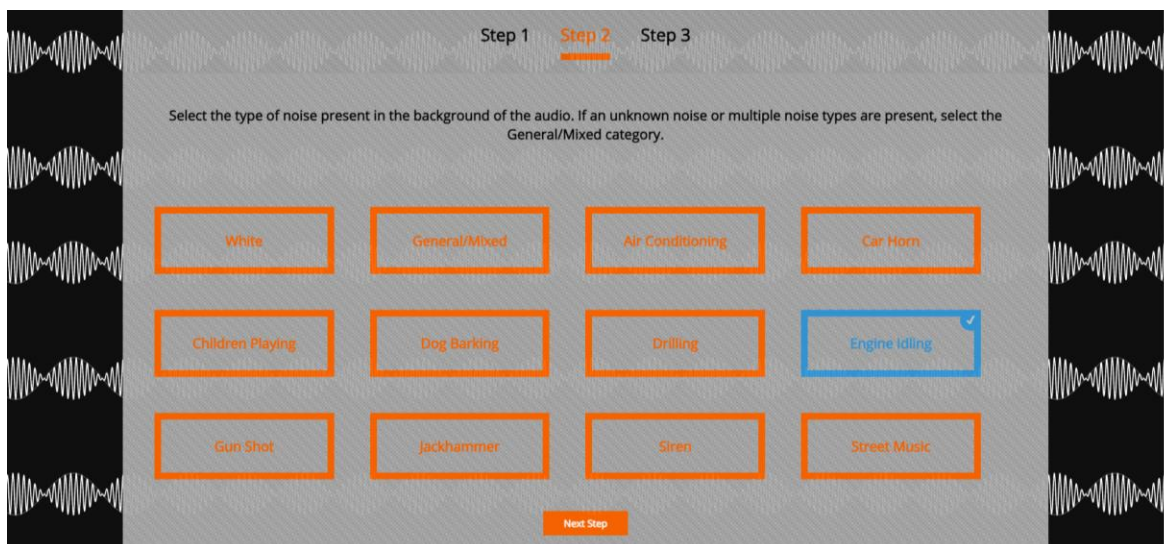 Step 1 Step 2 Step 3
Select the type of noise present in the background of the audio. If an unknown noise or multiple noise types are present, select the
General/Mixed category.
White General/Mixed Air Conditioning Car Horn
Children Playing Dog Barking Drilling Engine Idling
Gun Shot Jackhammer Siren Street Music
Next Step